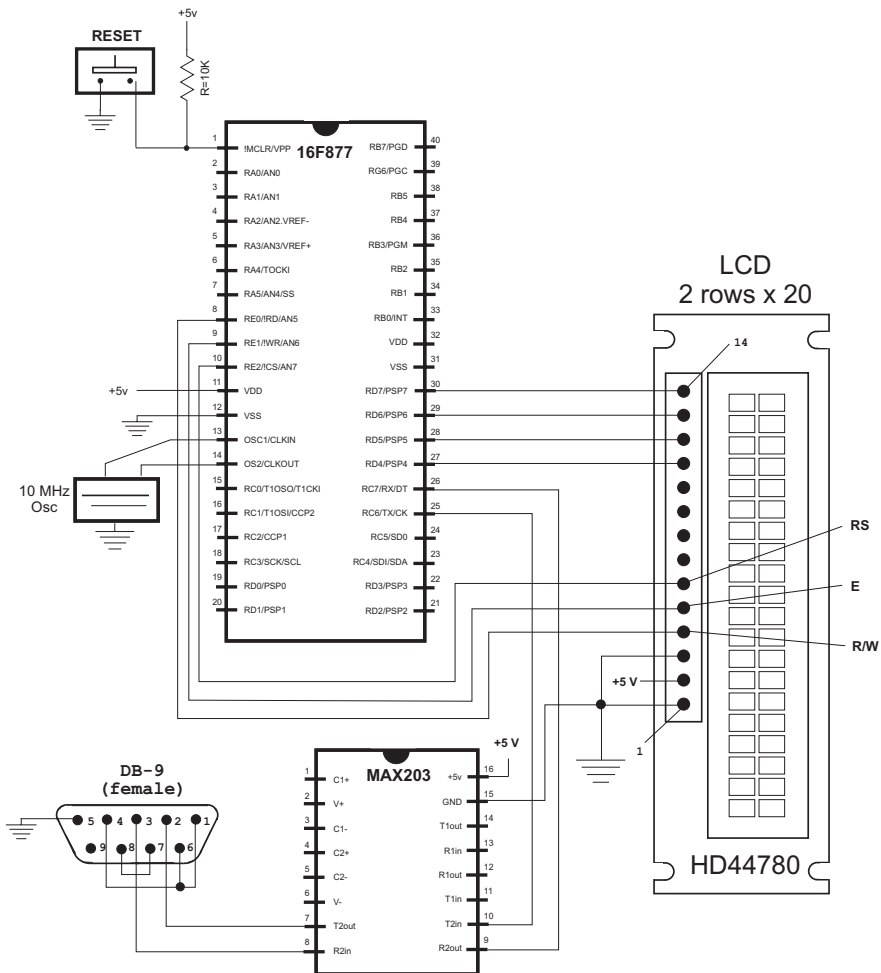 +5v
RESET
R=10K
16F877
1 !MCLR/VPP
2 RA0/AN0
3 RA1/AN1
4 RA2/AN2.VREF-
5 RA3/AN3/VREF+
6 RA4/TOCKI
7 RA5/AN4/SS
8 RE0/!RD/AN5
9 RE1/!WR/AN6
10 RE2/!CS/AN7
11 VDD
12 VSS
13 OSC1/CLKIN
14 OS2/CLKOUT
15 RC0/T1OSO/T1CKI
16 RC1/T1OSI/CCP2
17 RC2/CCP1
18 RC3/SCK/SCL
19 RD0/PSP0
20 RD1/PSP1
RB7/PGD 40
RG6/PGC 39
RB5 38
RB4 37
RB3/PGM 36
RB2 35
RB1 34
RB0/INT 33
VDD 32
VSS 31
RD7/PSP7 30
RD6/PSP6 29
RD5/PSP5 28
RD4/PSP4 27
RC7/RX/DT 26
RC6/TX/CK 25
RC5/SD0 24
RC4/SDI/SDA 23
RD3/PSP3 22
RD2/PSP2 21
+5v
10 MHz
Osc
LCD
2 rows x 20
14
RS
E
R/W
+5 V
1
HD44780
DB-9
(female)
5 4 3 2 1
9 8 7 6
MAX203
+5 V
1 C1+
2 V+
3 C1-
4 C2+
5 C2-
6 V-
7 T2out
8 R2in
+5v 16
GND 15
T1out 14
R1in 13
R1out 12
T1in 11
T2in 10
R2out 9